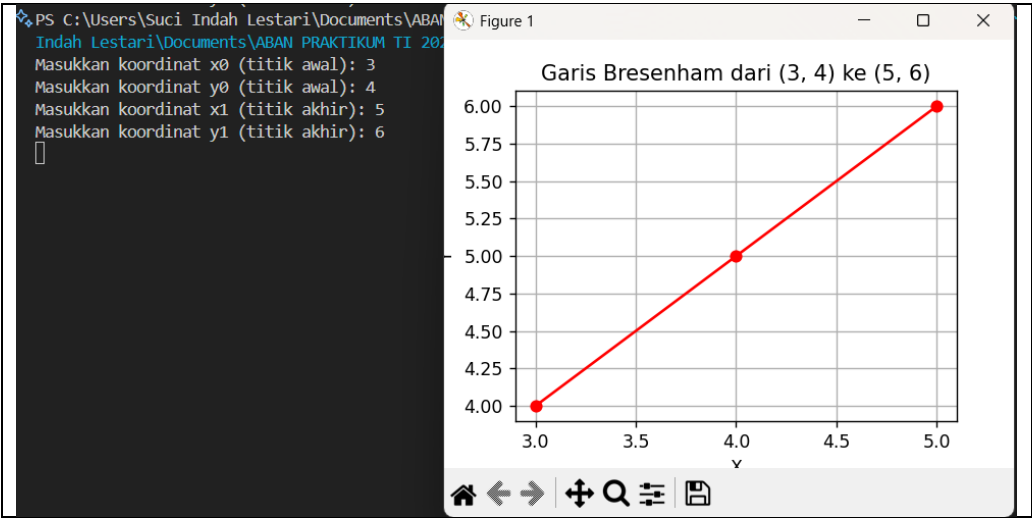 PS C:\Users\Suci Indah Lestari\Documents\ABAN
Indah Lestari\Documents\ABAN PRAKTIKUM TI 202
Masukkan koordinat x0 (titik awal): 3
Masukkan koordinat y0 (titik awal): 4
Masukkan koordinat x1 (titik akhir): 5
Masukkan koordinat y1 (titik akhir): 6
Figure 1
Garis Bresenham dari (3, 4) ke (5, 6)
6.00
5.75
5.50
5.25
5.00
4.75
4.50
4.25
4.00
3.0 3.5 4.0 4.5 5.0
X